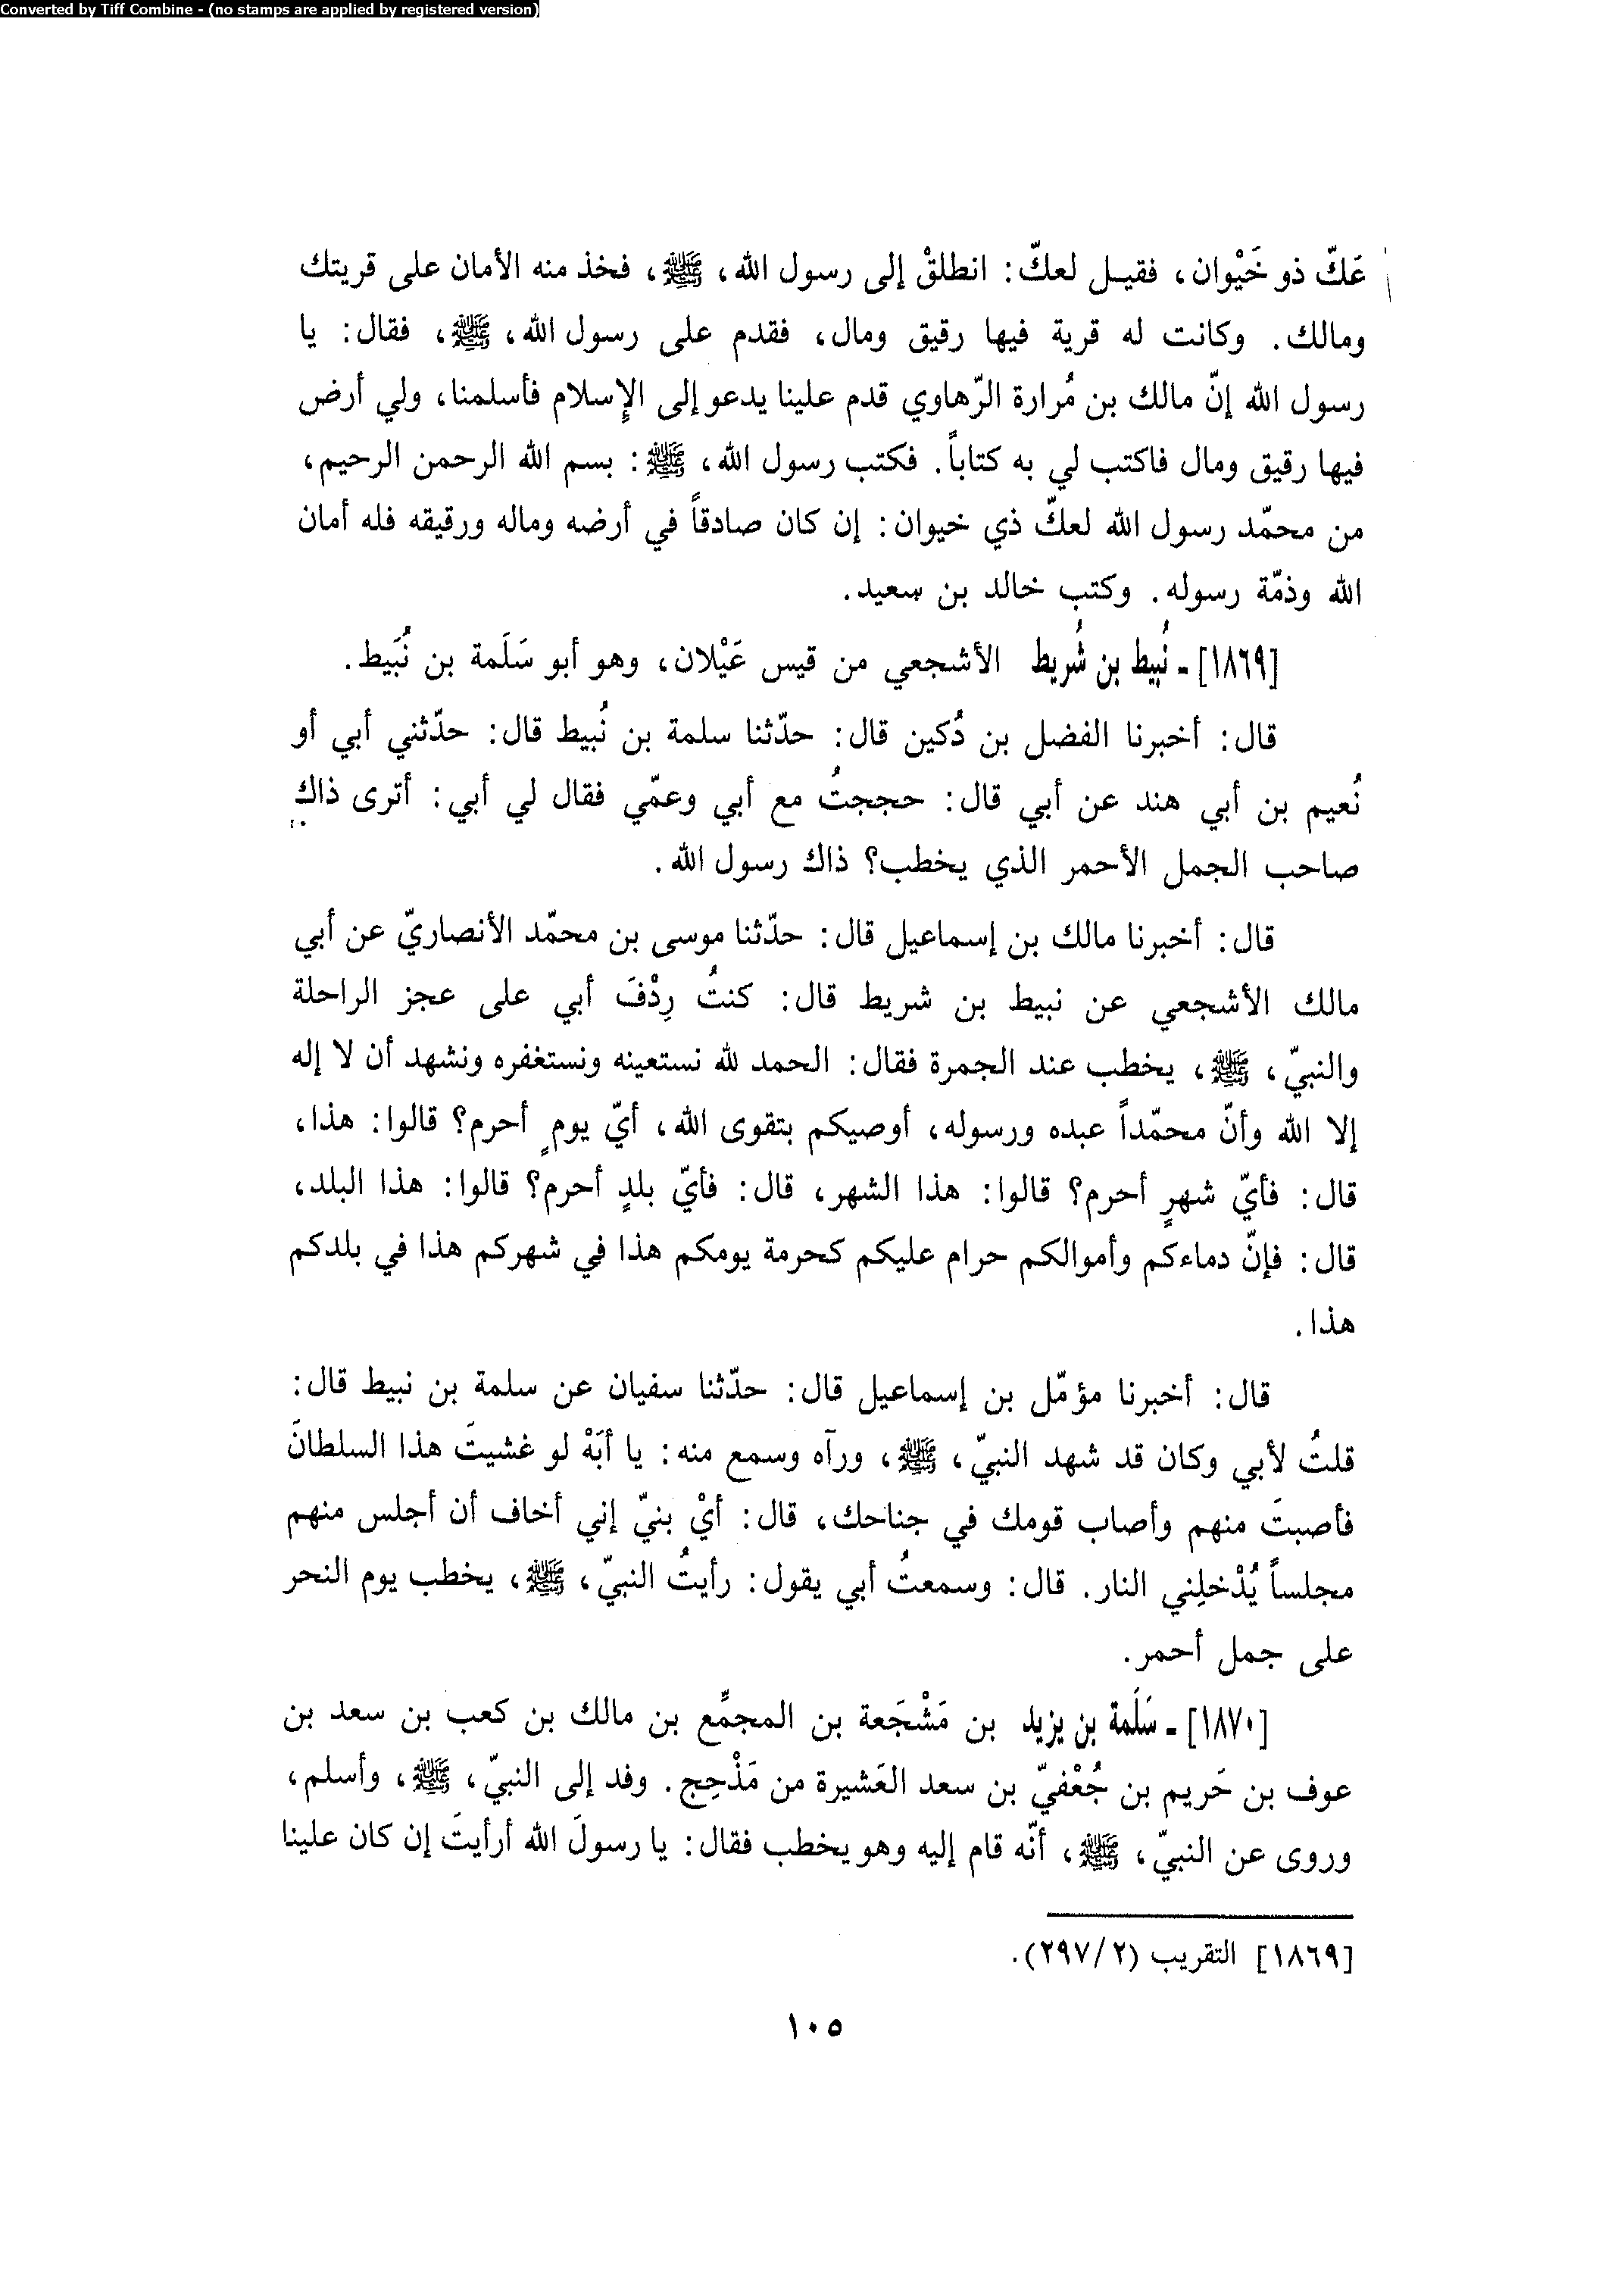 Converted by Tiff Combine - (no stamps are applied by registered version)
عَكّ ذو خَيْوان، فقيل لعكّ: انطلقْ إلى رسول الله، ﷺ، فخذ منه الأمان على قريتك
ومالك. وكانت له قرية فيها رقيق ومال، فقدم على رسول الله، ﷺ، فقال: يا
رسول الله إنّ مالك بن مُرارة الرّهاوي قدم علينا يدعو إلى الإسلام فأسلمنا، ولي أرض
فيها رقيق ومال فاكتب لي به كتاباً. فكتب رسول الله، ﷺ: بسم الله الرحمن الرحيم،
من محمّد رسول الله لعكّ ذي خيوان: إن كان صادقاً في أرضه وماله ورقيقه فله أمان
الله وذمّة رسوله. وكتب خالد بن سعيد.
[١٨٦٩] - نُبيط بن شُريط الأشجعي من قيس عَيْلان، وهو أبو سَلَمة بن نُبَيط.
قال: أخبرنا الفضل بن دُكين قال: حدّثنا سلمة بن نُبيط قال: حدّثني أبي أو
نُعيم بن أبي هند عن أبي قال: حججتُ مع أبي وعمّي فقال لي أبي: أترى ذاك
صاحب الجمل الأحمر الذي يخطب؟ ذاك رسول الله.
قال: أخبرنا مالك بن إسماعيل قال: حدّثنا موسى بن محمّد الأنصاريّ عن أبي
مالك الأشجعي عن نبيط بن شريط قال: كنتُ رِدْفَ أبي على عجز الراحلة
والنبيّ، ﷺ، يخطب عند الجمرة فقال: الحمد لله نستعينه ونستغفره ونشهد أن لا إله
إلا الله وأنّ محمّداً عبده ورسوله، أوصيكم بتقوى الله، أيّ يومٍ أحرم؟ قالوا: هذا،
قال: فأيّ شهرٍ أحرم؟ قالوا: هذا الشهر، قال: فأيّ بلدٍ أحرم؟ قالوا: هذا البلد،
قال: فإنّ دماءكم وأموالكم حرام عليكم كحرمة يومكم هذا في شهركم هذا في بلدكم
هذا.
قال: أخبرنا مؤمّل بن إسماعيل قال: حدّثنا سفيان عن سلمة بن نبيط قال:
قلتُ لأبي وكان قد شهد النبيّ، ﷺ، ورآه وسمع منه: يا أبَهْ لو غشيتَ هذا السلطانَ
فأصبتَ منهم وأصاب قومك في جناحك، قال: أيْ بنيّ إني أخاف أن أجلس منهم
مجلساً يُدْخلِني النار. قال: وسمعتُ أبي يقول: رأيتُ النبيّ، ﷺ، يخطب يوم النحر
على جمل أحمر.
[١٨٧٠] - سَلَمة بن يزيد بن مَشْجَعة بن المجمِّع بن مالك بن كعب بن سعد بن
عوف بن حَريم بن جُعْفيّ بن سعد العَشيرة من مَذْحِج. وفد إلى النبيّ، ﷺ، وأسلم،
وروى عن النبيّ، ﷺ، أنّه قام إليه وهو يخطب فقال: يا رسولَ الله أرأيتَ إن كان علينا
[١٨٦٩] التقريب (٢/ ٢٩٧).
١٠٥